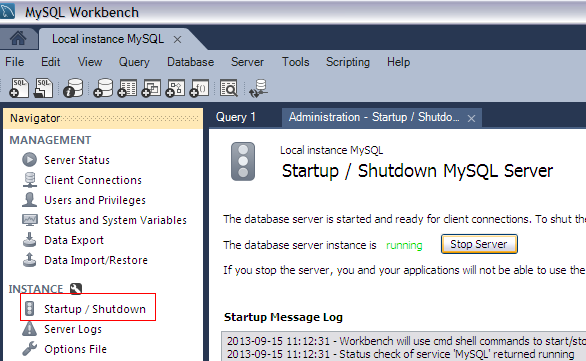 MySQL Workbench
Local instance MySQL
File Edit View Query Database Server Tools Scripting Help
SQL SQL
Navigator
MANAGEMENT
Server Status
Client Connections
Users and Privileges
Status and System Variables
Data Export
Data Import/Restore
INSTANCE
Startup / Shutdown
Server Logs
Options File
Query 1 Administration - Startup / Shutdo...
Local instance MySQL
Startup / Shutdown MySQL Server
The database server is started and ready for client connections. To shut the
The database server instance is running Stop Server
If you stop the server, you and your applications will not be able to use the
Startup Message Log
2013-09-15 11:12:31 - Workbench will use cmd shell commands to start/sto
2013-09-15 11:12:31 - Status check of service 'MySQL' returned running